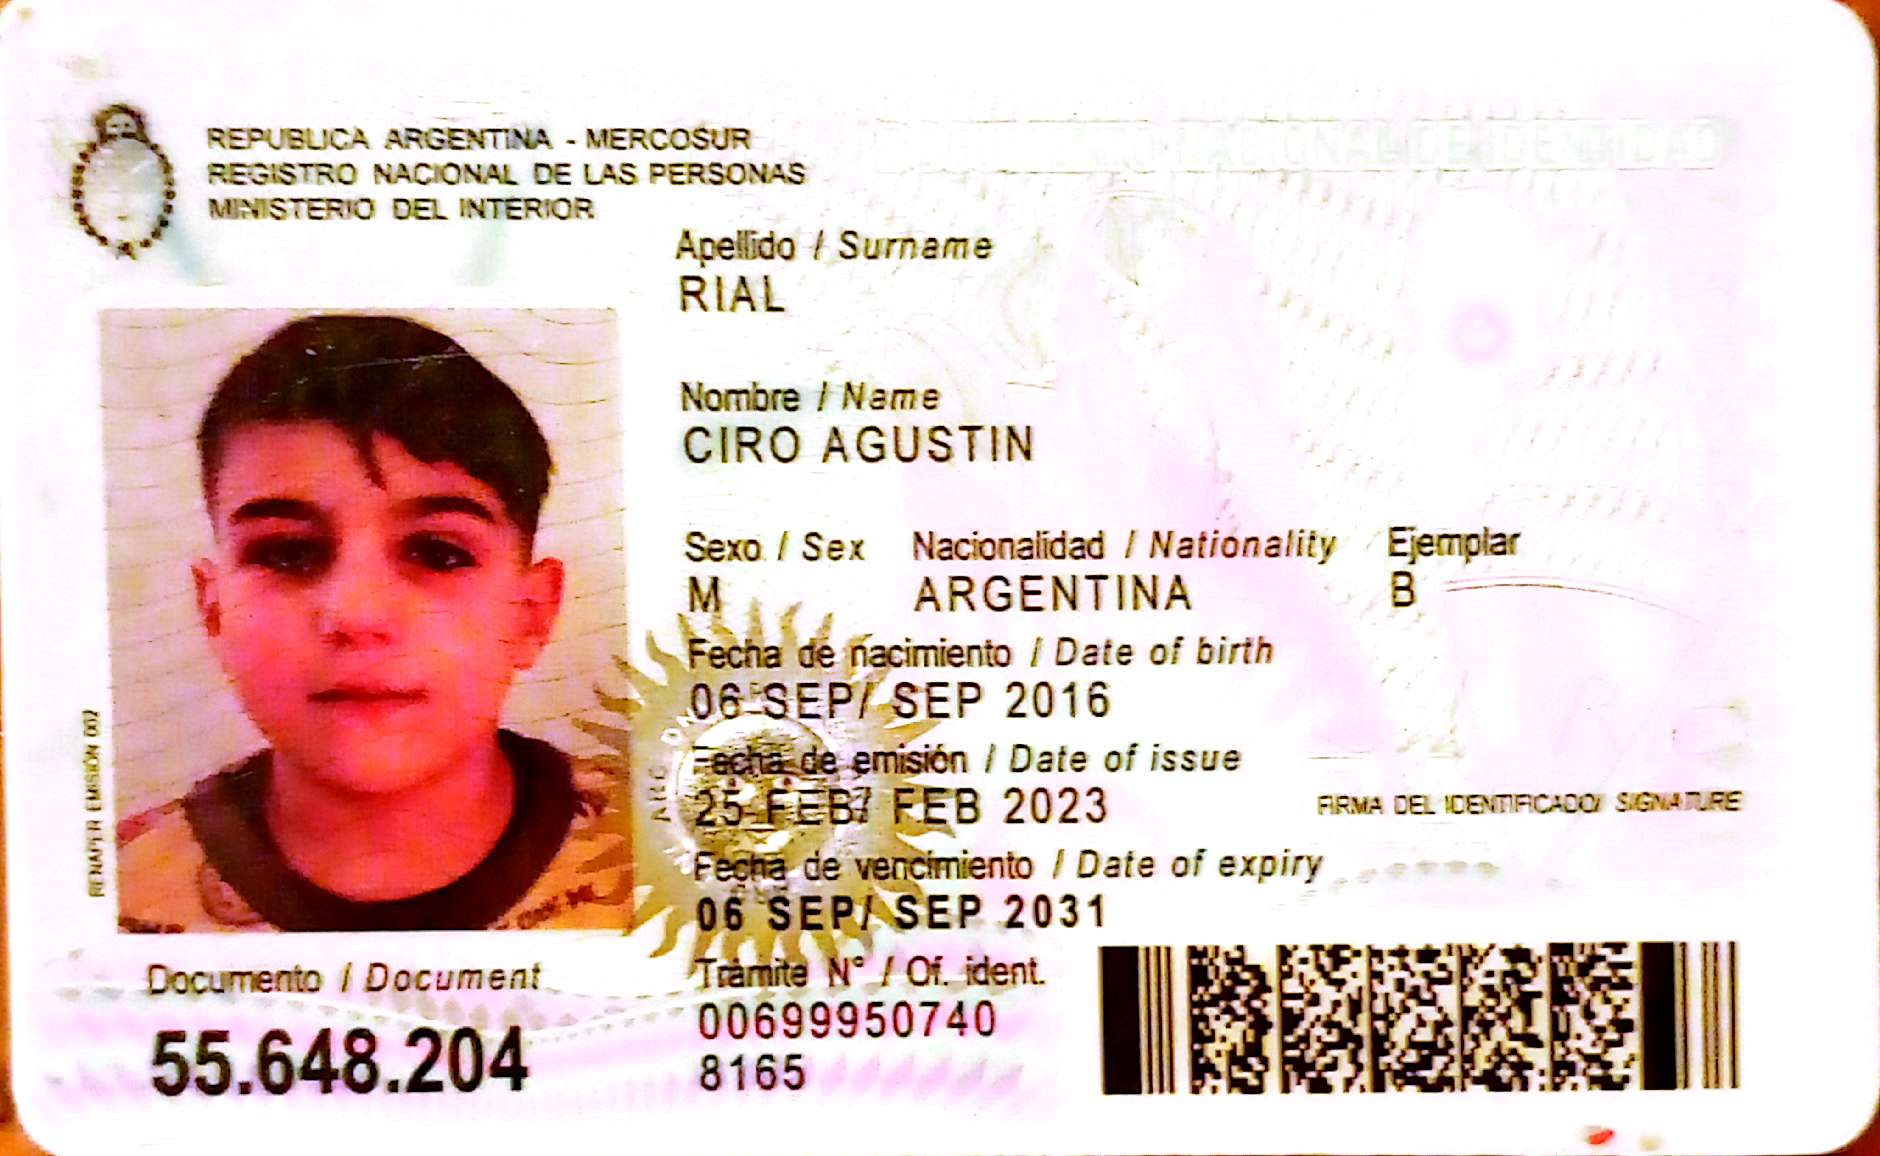 REPUBLICA ARGENTINA - MERCOSUR
REGISTRO NACIONAL DE LAS PERSONAS
MINISTERIO DEL INTERIOR
DOCUMENTO NACIONAL DE IDENTIDAD
Apellido / Surname
RIAL
Nombre / Name
CIRO AGUSTIN
Sexo / Sex Nacionalidad / Nationality Ejemplar
M ARGENTINA B
Fecha de nacimiento / Date of birth
06 SEP/ SEP 2016
Fecha de emisión / Date of issue
25 FEB/ FEB 2023
FIRMA DEL IDENTIFICADO/ SIGNATURE
Fecha de vencimiento / Date of expiry
06 SEP/ SEP 2031
RENAPER EMISIÓN 002
Documento / Document
55.648.204
Trámite N° / Of. ident.
00699950740
8165